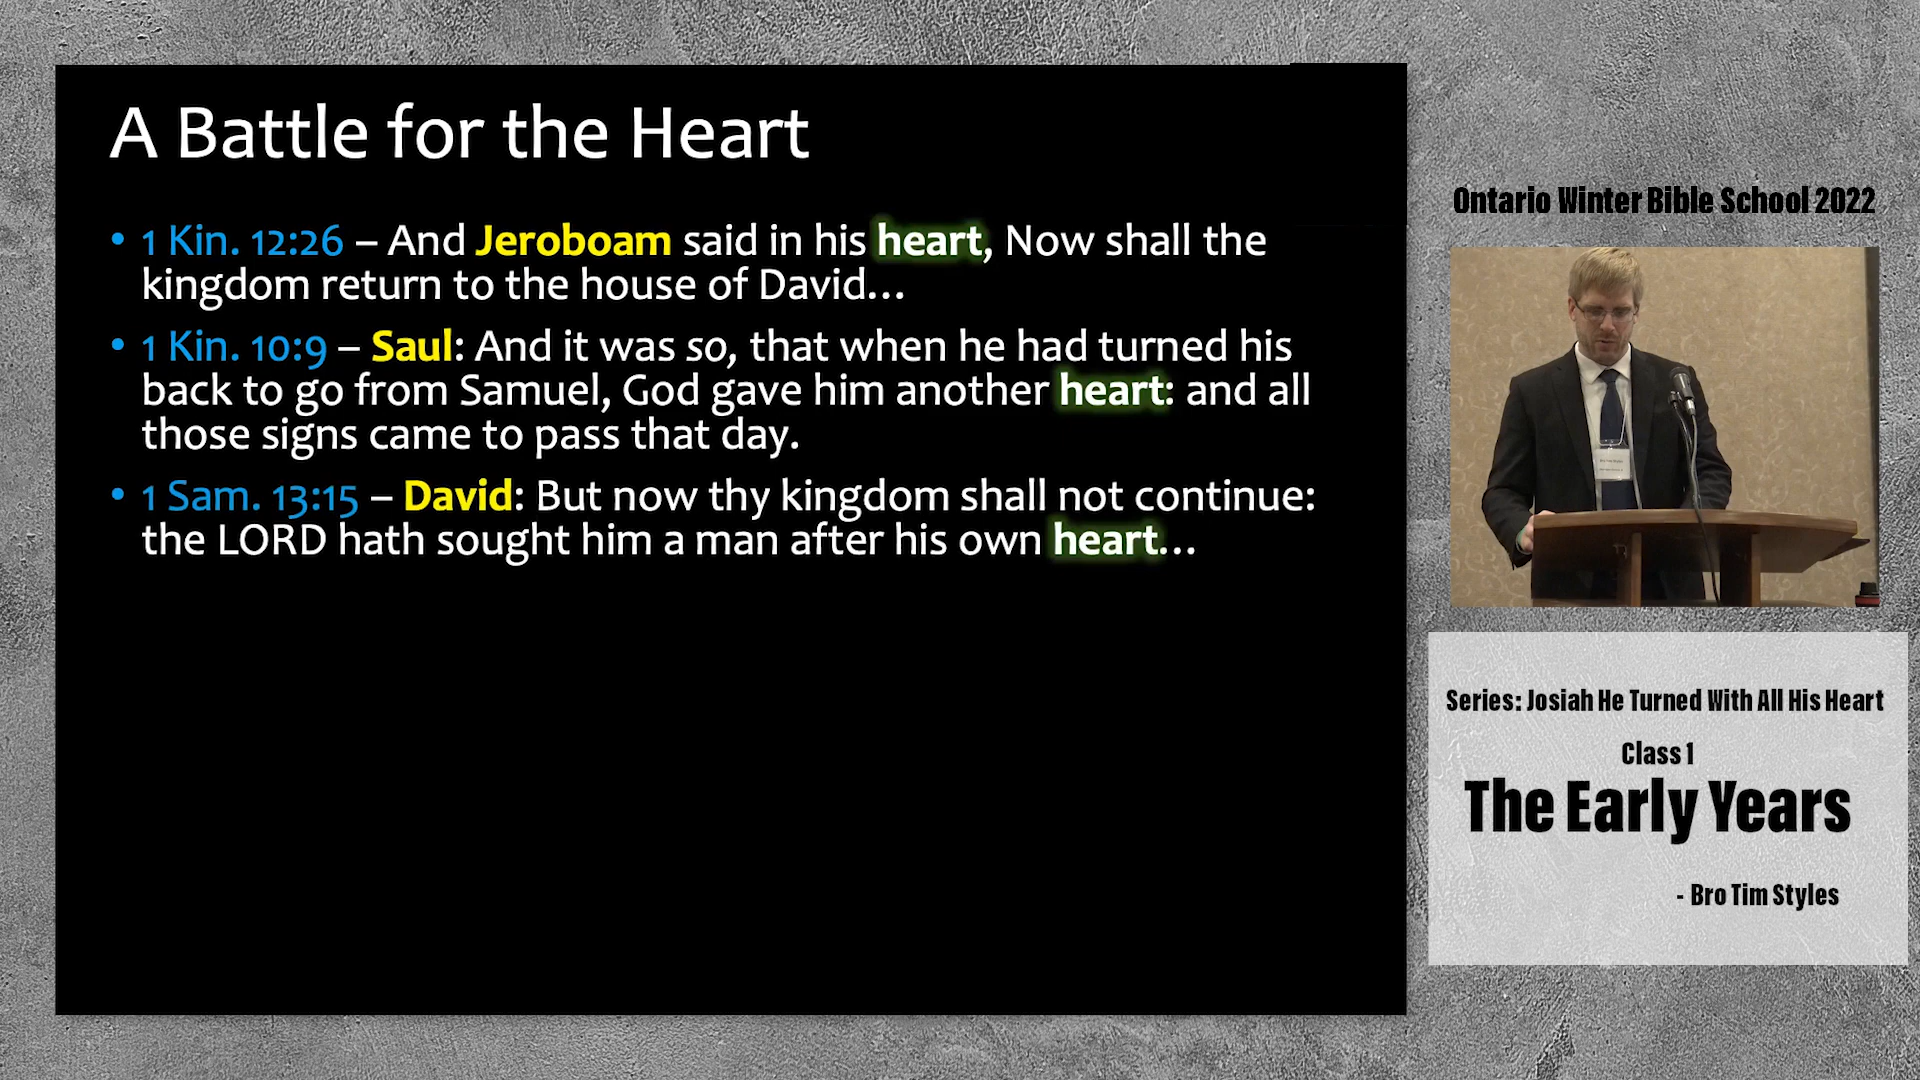 A Battle for the Heart
• 1 Kin. 12:26 – And Jeroboam said in his heart, Now shall the
kingdom return to the house of David...
• 1 Kin. 10:9 – Saul: And it was so, that when he had turned his
back to go from Samuel, God gave him another heart: and all
those signs came to pass that day.
• 1 Sam. 13:15 – David: But now thy kingdom shall not continue:
the LORD hath sought him a man after his own heart...
Ontario Winter Bible School 2022
Series: Josiah He Turned With All His Heart
Class 1
The Early Years
- Bro Tim Styles